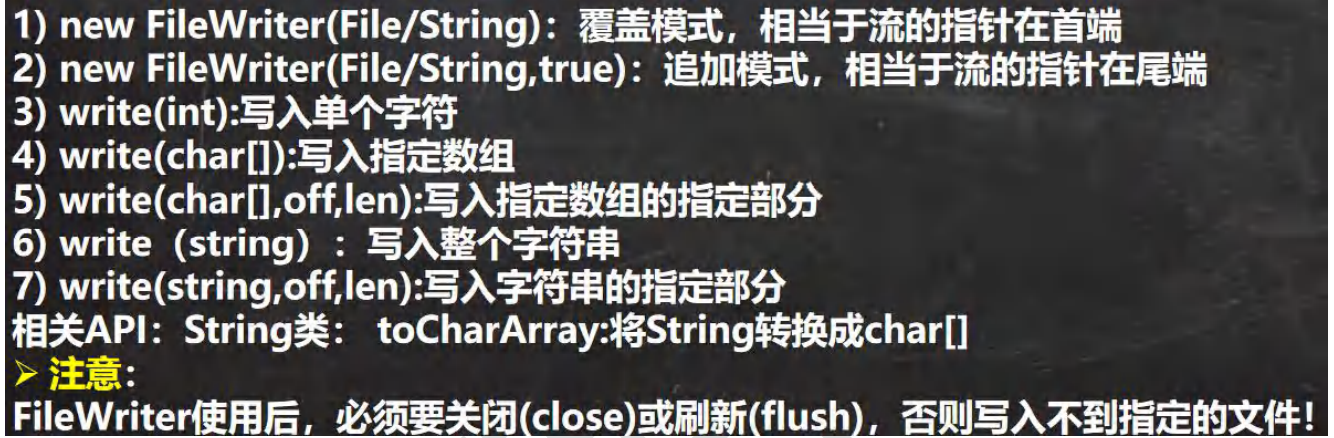 1) new FileWriter(File/String)：覆盖模式，相当于流的指针在首端
2) new FileWriter(File/String,true)：追加模式，相当于流的指针在尾端
3) write(int):写入单个字符
4) write(char[]):写入指定数组
5) write(char[],off,len):写入指定数组的指定部分
6) write（string）：写入整个字符串
7) write(string,off,len):写入字符串的指定部分
相关API：String类： toCharArray:将String转换成char[]
➢ 注意：
FileWriter使用后，必须要关闭(close)或刷新(flush)，否则写入不到指定的文件！